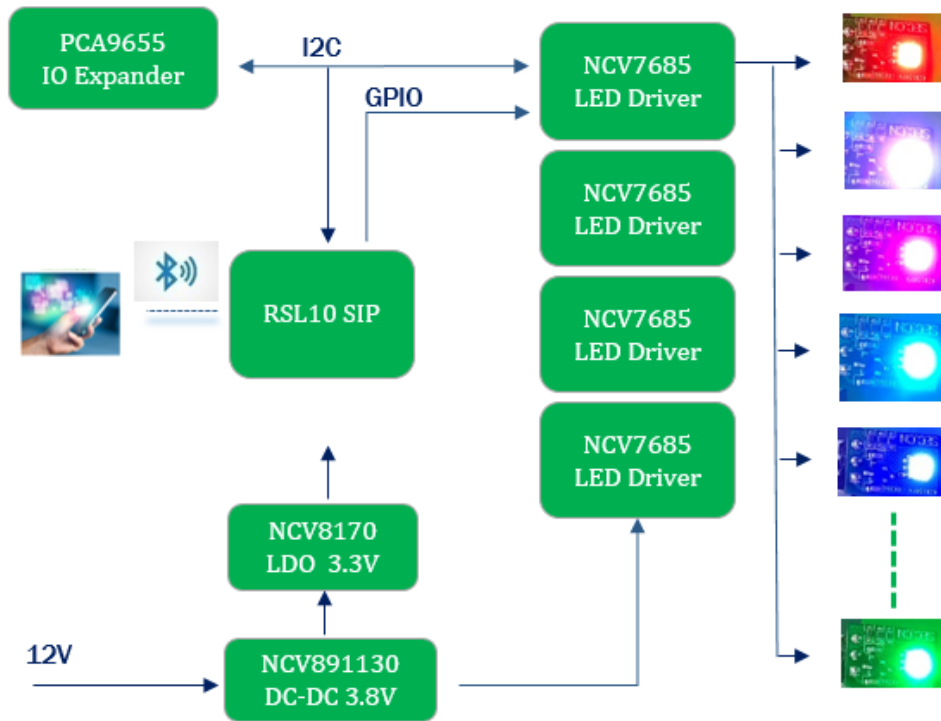 PCA9655
IO Expander
I2C
GPIO
NCV7685
LED Driver
NCV7685
LED Driver
NCV7685
LED Driver
NCV7685
LED Driver
RSL10 SIP
NCV8170
LDO 3.3V
12V
NCV891130
DC-DC 3.8V